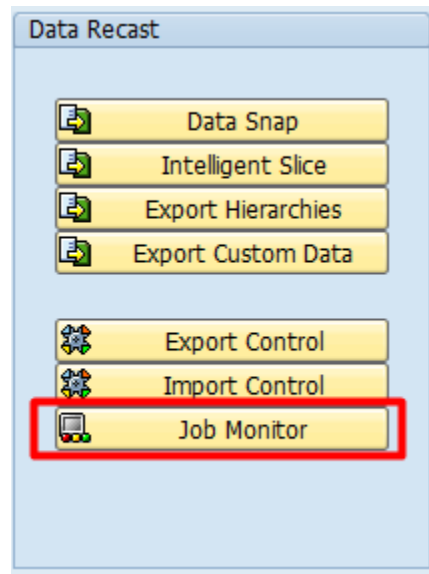 Data Recast
Data Snap
Intelligent Slice
Export Hierarchies
Export Custom Data
Export Control
Import Control
Job Monitor